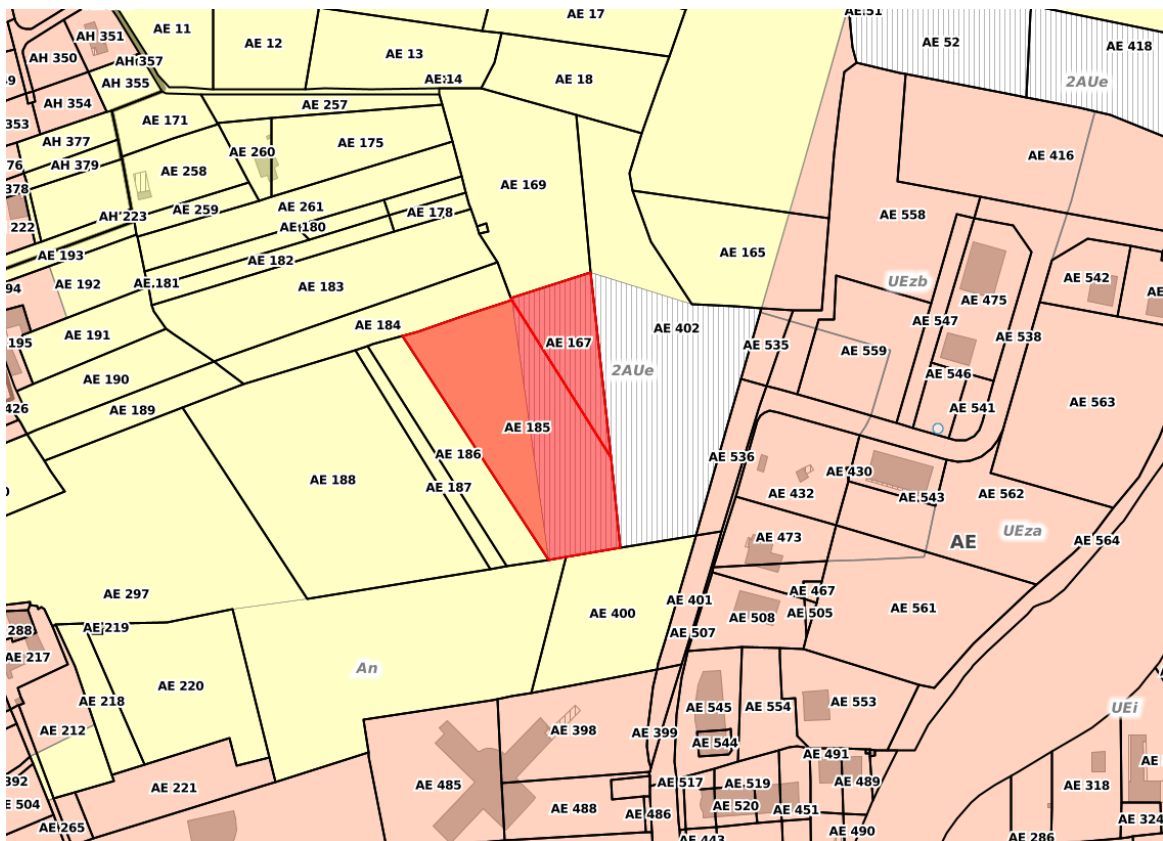 AE 17
AE 51
AE 11
AH 351
AE 12
AE 52
AE 418
AE 13
AH 350
AH 357
AE 14
AE 18
AH 355
2AUe
AH 354
AE 257
AE 171
353
AH 377
AE 175
AE 260
AE 416
AH 379
AE 258
AE 169
378
AE 261
AE 259
AE 178
AH 223
AE 558
222
AE 180
AE 193
AE 165
AE 182
AE 542
AE 192
AE 181
AE 183
UEzb
AE 475
AE 547
AE 184
AE 402
AE 191
AE 538
195
AE 167
AE 535
AE 559
2AUe
AE 546
AE 190
AE 563
426
AE 189
AE 541
AE 185
AE 186
AE 536
AE 430
AE 188
AE 187
AE 432
AE 543
AE 562
UEza
AE 473
AE
AE 564
AE 297
AE 467
AE 401
AE 400
AE 508
AE 505
AE 561
288
AE 219
AE 507
AE 217
An
AE 220
AE 218
AE 545
AE 554
AE 553
UEi
AE 212
AE 398
AE 399
AE 544
AE 491
AE
392
AE 485
AE 517
AE 519
AE 489
AE 318
AE 221
E 504
AE 488
AE 486
AE 520
AE 451
AE 324
AE 265
AE 443
AE 490
AE 286